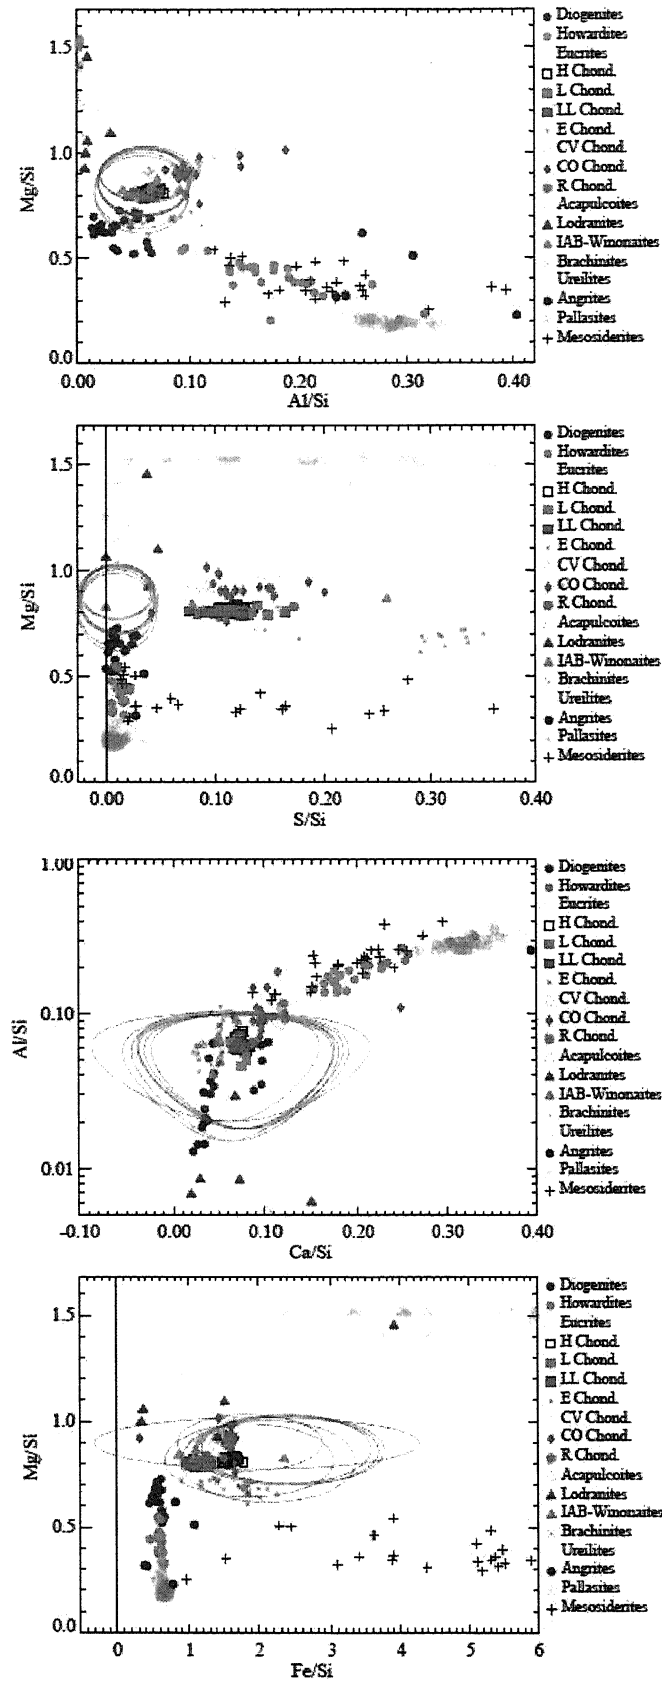 1.5
1.0
0.5
0.0
Mg/Si
0.00
0.10
0.20
0.30
0.40
Al/Si
Diogenites
Howardites
Eucrites
H Chond.
L Chond.
LL Chond.
E Chond.
CV Chond.
CO Chond.
R Chond.
Acapulcoites
Lodranites
IAB-Winonaites
Brachinites
Ureilites
Angrites
Pallasites
Mesosiderites
1.5
1.0
0.5
0.0
Mg/Si
0.00
0.10
0.20
0.30
0.40
S/Si
Diogenites
Howardites
Eucrites
H Chond.
L Chond.
LL Chond.
E Chond.
CV Chond.
CO Chond.
R Chond.
Acapulcoites
Lodranites
IAB-Winonaites
Brachinites
Ureilites
Angrites
Pallasites
Mesosiderites
1.00
0.10
0.01
Al/Si
-0.10
0.00
0.10
0.20
0.30
0.40
Ca/Si
Diogenites
Howardites
Eucrites
H Chond.
L Chond.
LL Chond.
E Chond.
CV Chond.
CO Chond.
R Chond.
Acapulcoites
Lodranites
IAB-Winonaites
Brachinites
Ureilites
Angrites
Pallasites
Mesosiderites
1.5
1.0
0.5
0.0
Mg/Si
0
1
2
3
4
5
6
Fe/Si
Diogenites
Howardites
Eucrites
H Chond.
L Chond.
LL Chond.
E Chond.
CV Chond.
CO Chond.
R Chond.
Acapulcoites
Lodranites
IAB-Winonaites
Brachinites
Ureilites
Angrites
Pallasites
Mesosiderites